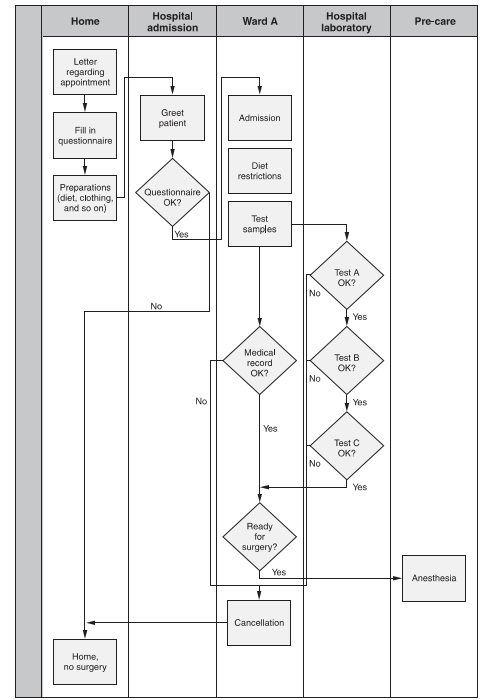 Home
Hospital
admission
Ward A
Hospital
laboratory
Pre-care
Letter
regarding
appointment
Fill in
questionnaire
Preparations
(diet, clothing,
and so on)
Greet
patient
Questionnaire
OK?
Yes
No
Admission
Diet
restrictions
Test
samples
Medical
record
OK?
No
Yes
Test A
OK?
No
Yes
Test B
OK?
No
Yes
Test C
OK?
No
Yes
Ready
for
surgery?
Yes
Anesthesia
Cancellation
Home,
no surgery